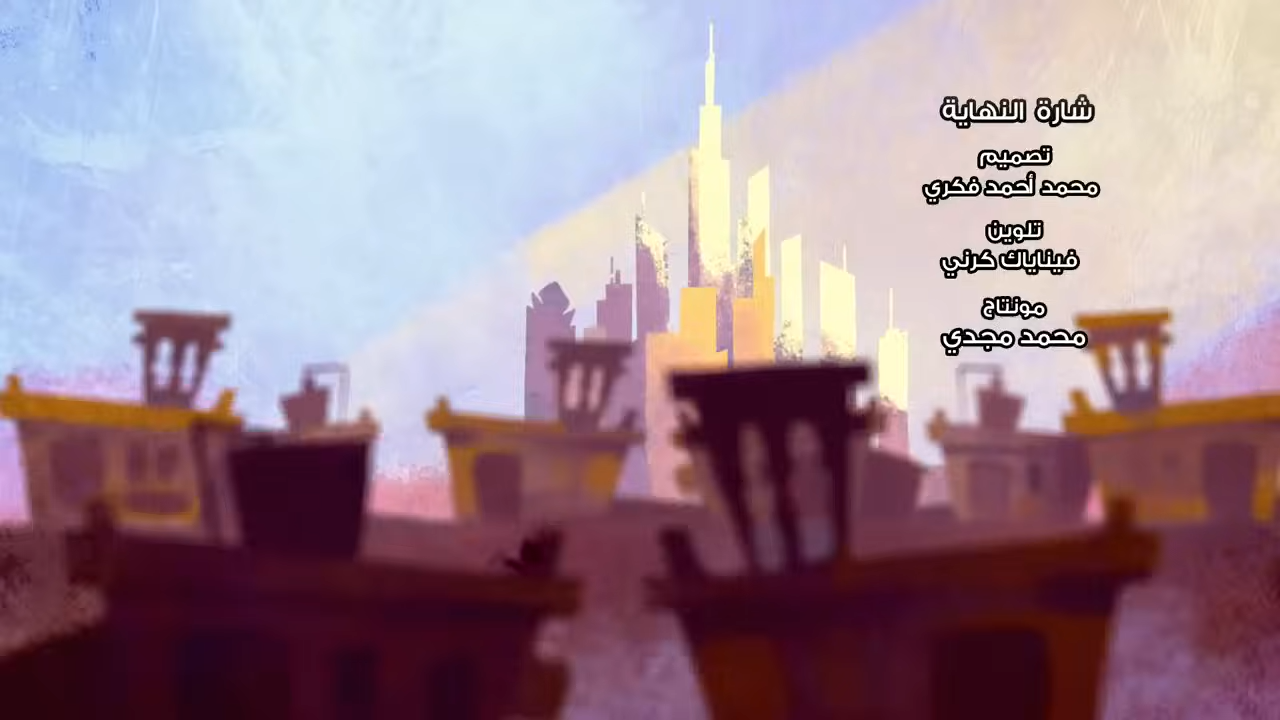 شارة النهاية
تصميم
محمد أحمد فكري
تلوين
فيناياك كرني
مونتاج
محمد مجدي